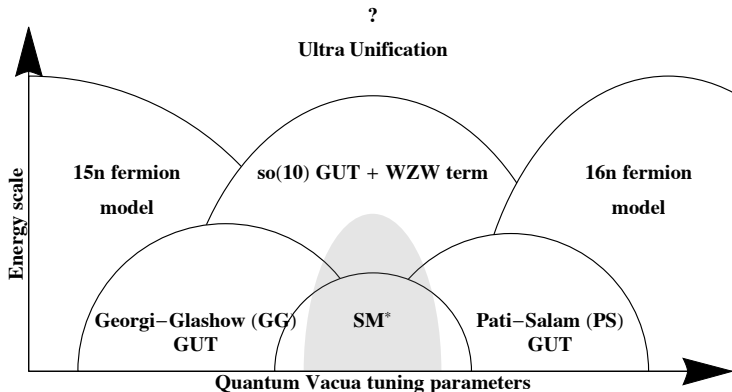 ?
Ultra Unification
15n fermion
model
so(10) GUT + WZW term
16n fermion
model
Energy scale
Georgi−Glashow (GG)
GUT
SM*
Pati−Salam (PS)
GUT
Quantum Vacua tuning parameters